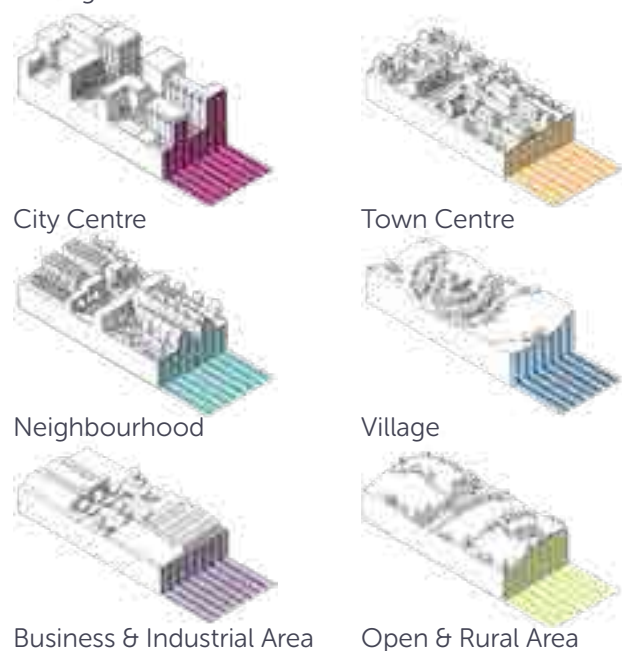 City Centre
Town Centre
Neighbourhood
Village
Business & Industrial Area
Open & Rural Area